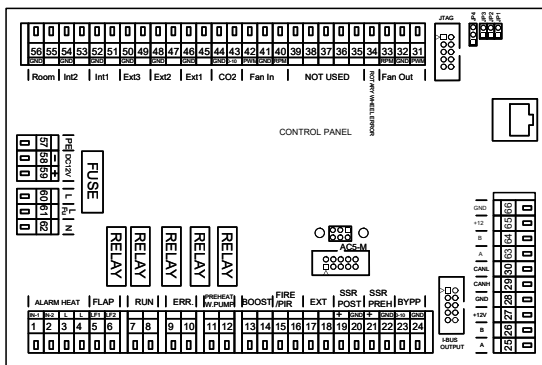 JTAG
JP4 JP3 JP2 JP1
56 55 54 53 52 51 50 49 48 47 46 45 44 43 42 41 40 39 38 37 36 35 34 33 32 31
GND GND GND GND GND GND GND 0-10 PWM GND RPM RPM GND PWM
Room Int2 Int1 Ext3 Ext2 Ext1 CO2 Fan In NOT USED ROTARY WHEEL ERROR Fan Out
CONTROL PANEL
57 PE
58 -
59 +
DC12V
FUSE
60 L
61 L Fu
62 N
RELAY RELAY RELAY RELAY RELAY
AC5-M
GND 66
+12 65
B 64
A 63
CANL 30
CANH 29
GND 28
+12V 27
B 26
A 25
I-BUS
OUTPUT
ALARM HEAT FLAP RUN ERR. PREHEAT W.PUMP BOOST FIRE /PIR EXT SSR POST SSR PREH BYPP
IN-1 IN-2 L L LF1 LF2 + GND + GND 0-10 GND
1 2 3 4 5 6 7 8 9 10 11 12 13 14 15 16 17 18 19 20 21 22 23 24